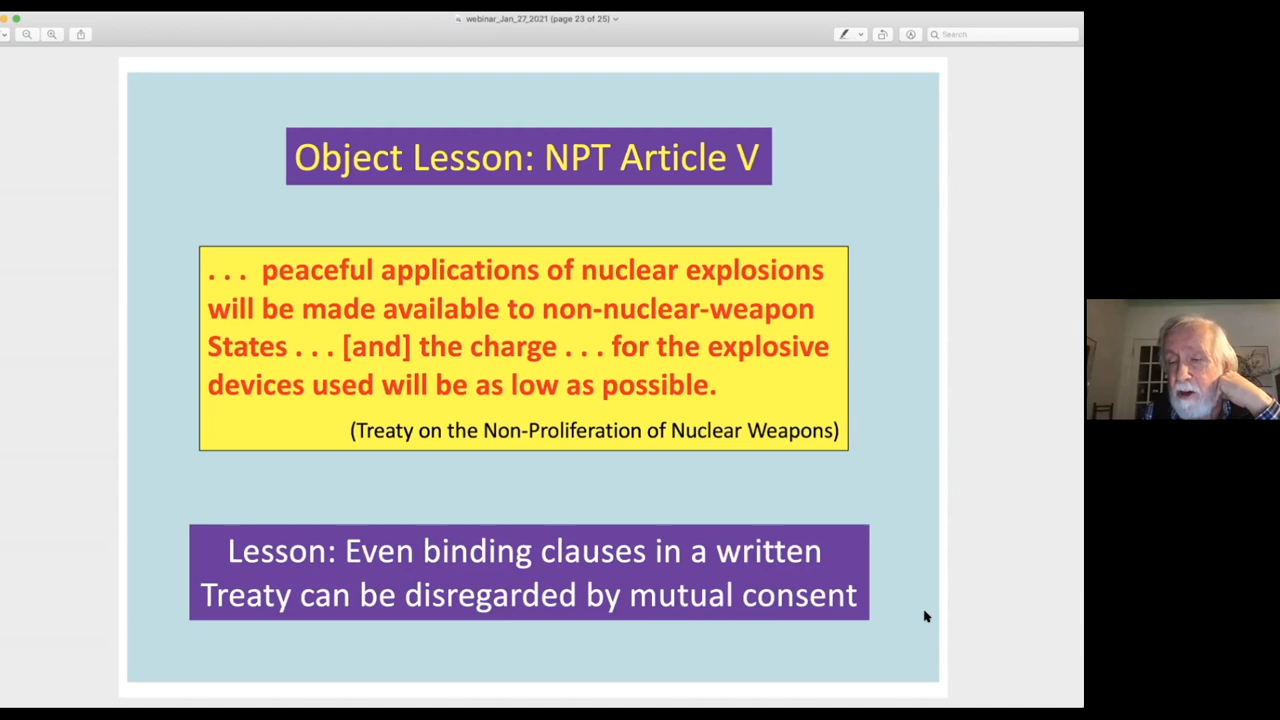 webinar_Jan_27_2021 (page 23 of 25)
Search
Object Lesson: NPT Article V
. . . peaceful applications of nuclear explosions
will be made available to non-nuclear-weapon
States . . . [and] the charge . . . for the explosive
devices used will be as low as possible.
(Treaty on the Non-Proliferation of Nuclear Weapons)
Lesson: Even binding clauses in a written
Treaty can be disregarded by mutual consent